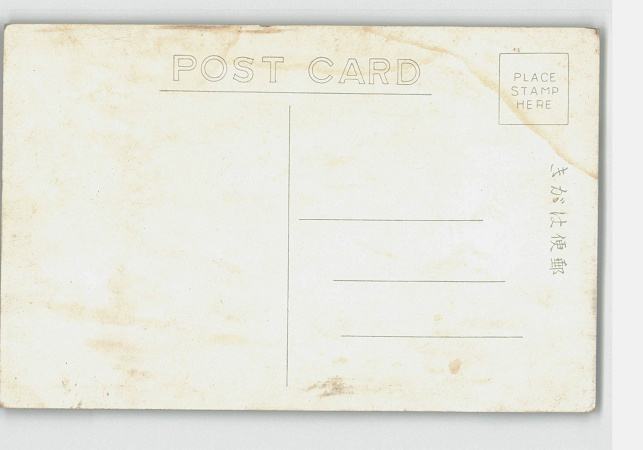 POST CARD
PLACE
STAMP
HERE
きがは便郵